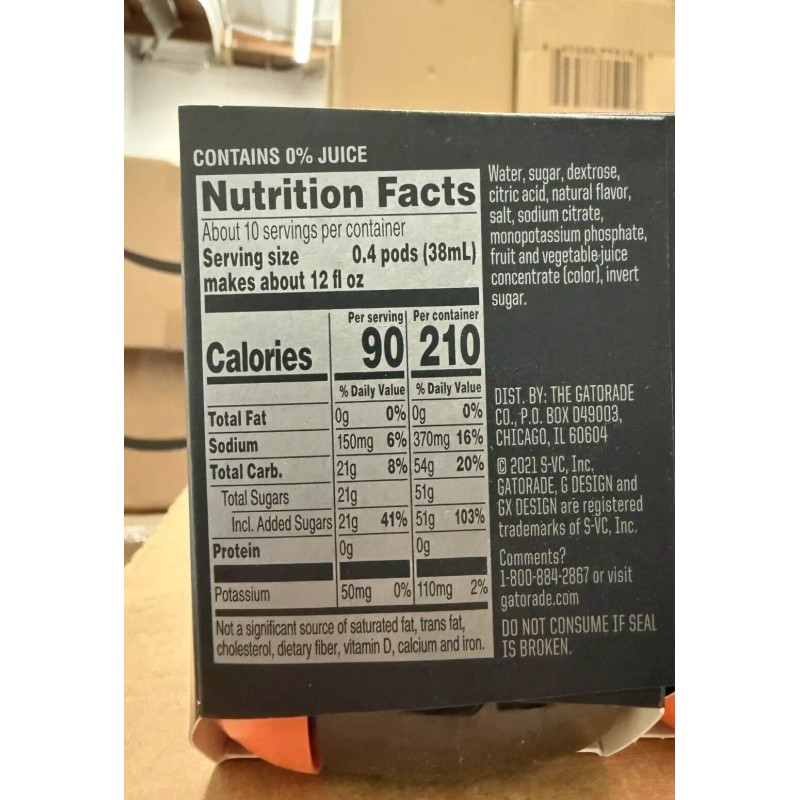 CONTAINS 0% JUICE
Nutrition Facts
About 10 servings per container
Serving size 0.4 pods (38mL)
makes about 12 fl oz
Per serving Per container
Calories 90 210
% Daily Value % Daily Value
Total Fat 0g 0% 0g 0%
Sodium 150mg 6% 370mg 16%
Total Carb. 21g 8% 54g 20%
Total Sugars 21g 51g
Incl. Added Sugars 21g 41% 51g 103%
Protein 0g 0g
Potassium 50mg 0% 110mg 2%
Not a significant source of saturated fat, trans fat,
cholesterol, dietary fiber, vitamin D, calcium and iron.
Water, sugar, dextrose,
citric acid, natural flavor,
salt, sodium citrate,
monopotassium phosphate,
fruit and vegetable juice
concentrate (color), invert
sugar.
DIST. BY: THE GATORADE
CO., P.O. BOX 049003,
CHICAGO, IL 60604
© 2021 S-VC, Inc.
GATORADE, G DESIGN and
GX DESIGN are registered
trademarks of S-VC, Inc.
Comments?
1-800-884-2867 or visit
gatorade.com
DO NOT CONSUME IF SEAL
IS BROKEN.